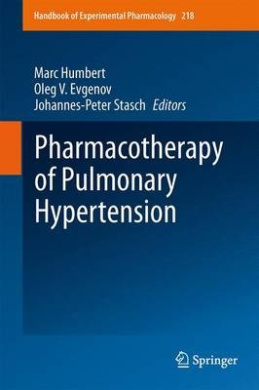 Handbook of Experimental Pharmacology 218
Marc Humbert
Oleg V. Evgenov
Johannes-Peter Stasch Editors
Pharmacotherapy
of Pulmonary
Hypertension
Springer